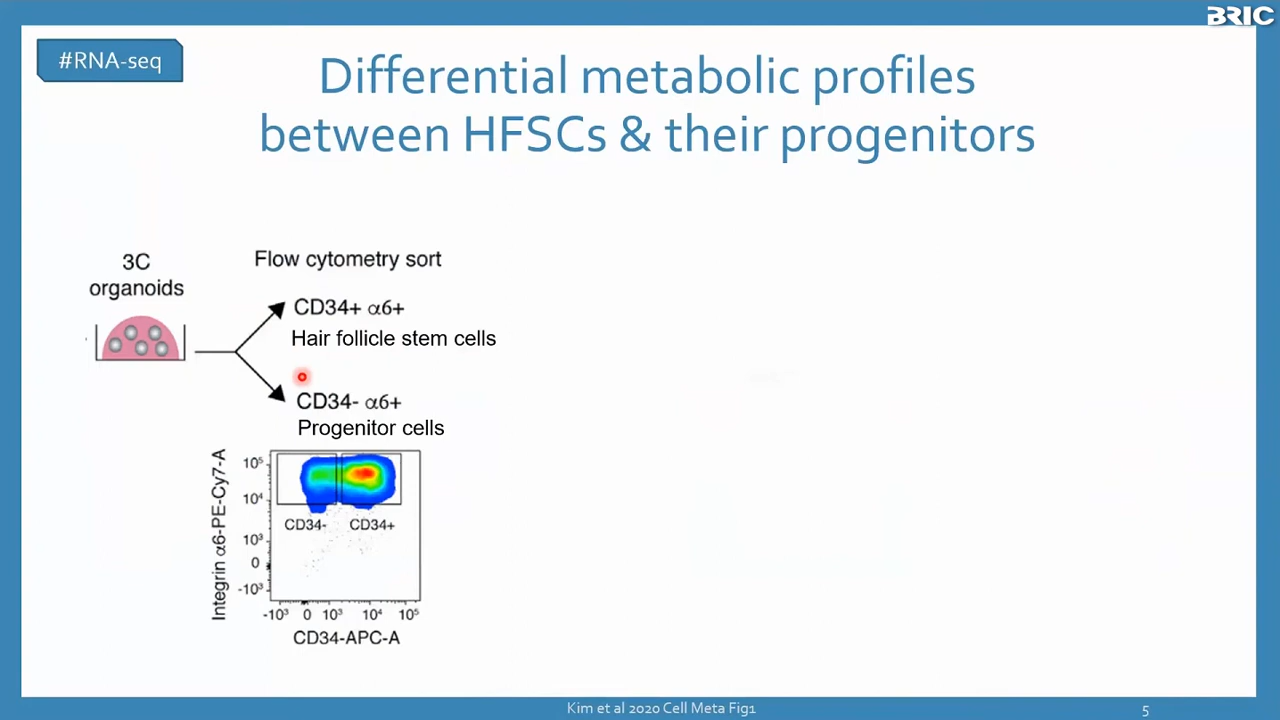 BRIC
#RNA-seq
Differential metabolic profiles
between HFSCs & their progenitors
3C
organoids
Flow cytometry sort
CD34+ α6+
Hair follicle stem cells
CD34- α6+
Progenitor cells
Integrin α6-PE-Cy7-A
10⁵
10⁴
10³
0
-10³
CD34-
CD34+
-10³ 0 10³ 10⁴ 10⁵
CD34-APC-A
Kim et al 2020 Cell Meta Fig1
5